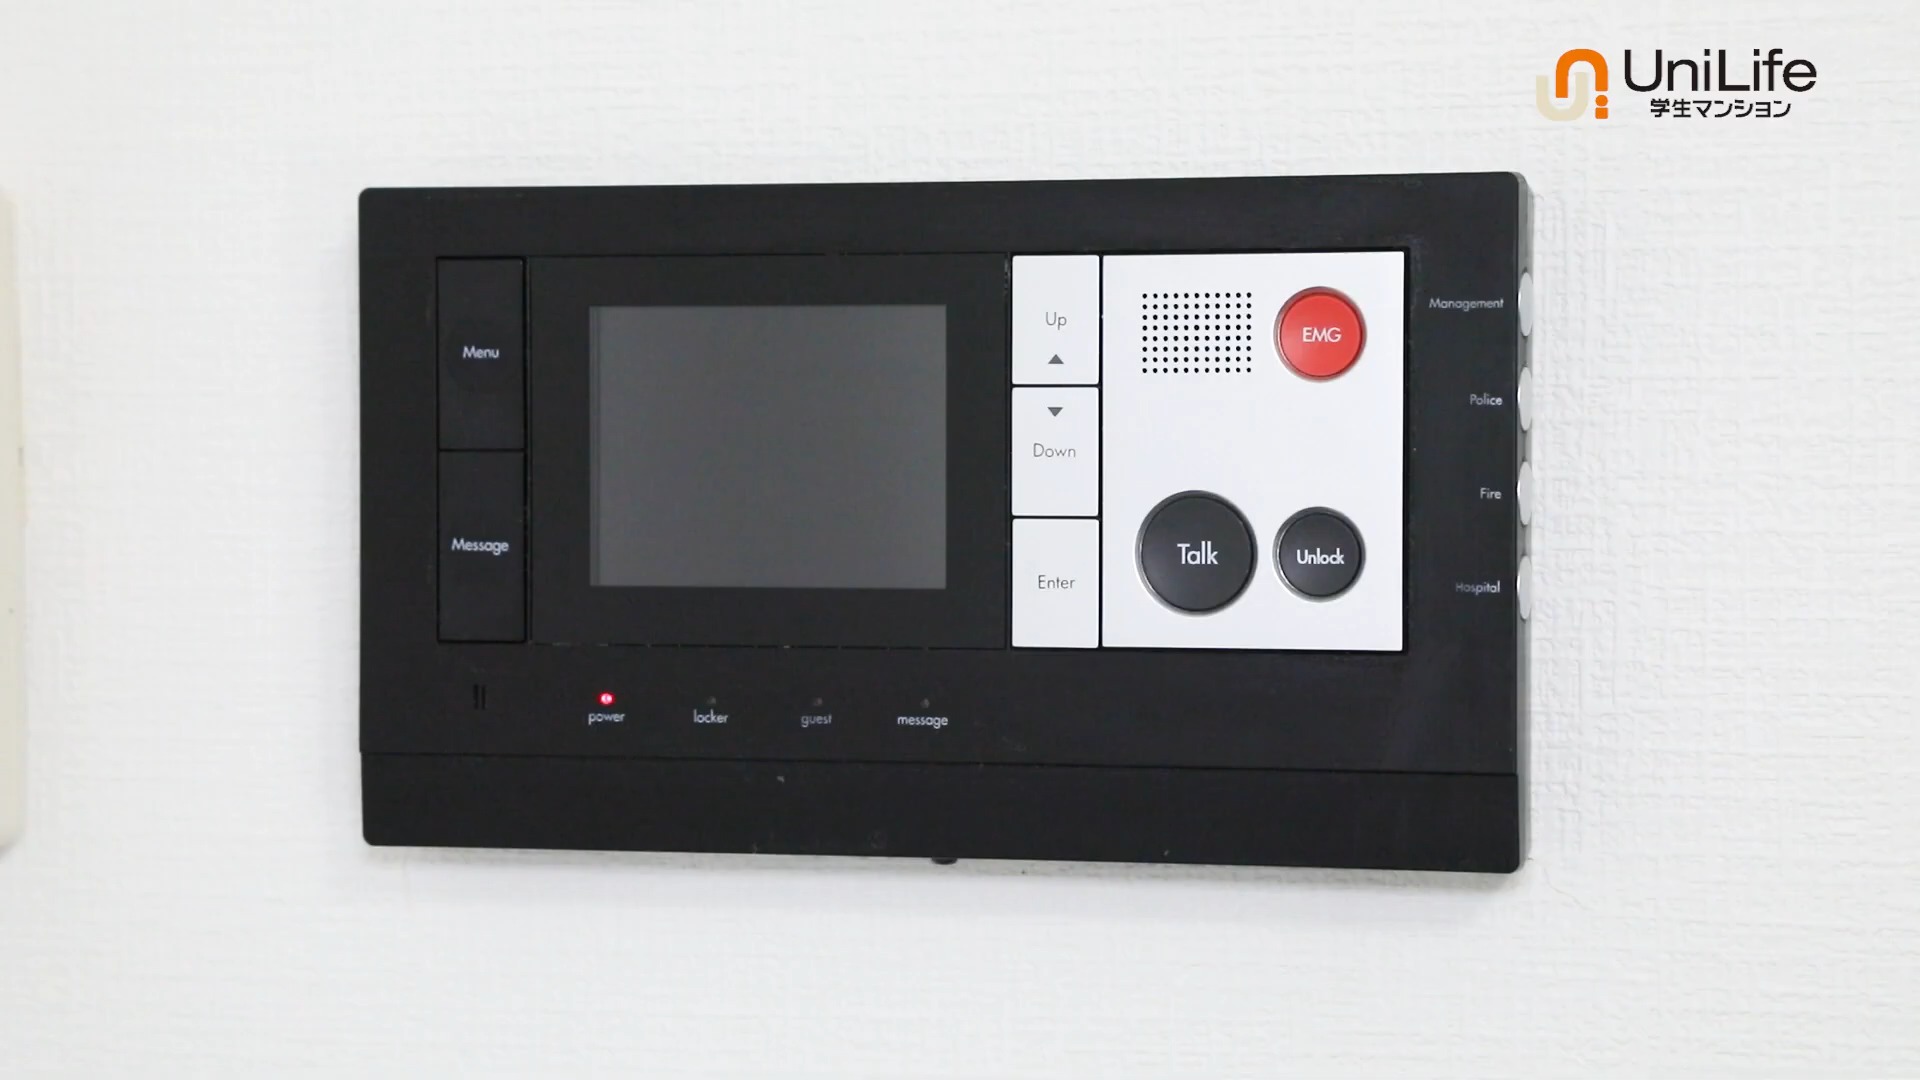 UniLife
学生マンション
Menu
Message
Up
Down
Enter
EMG
Talk
Unlock
Management
Police
Fire
Hospital
power
locker
guest
message